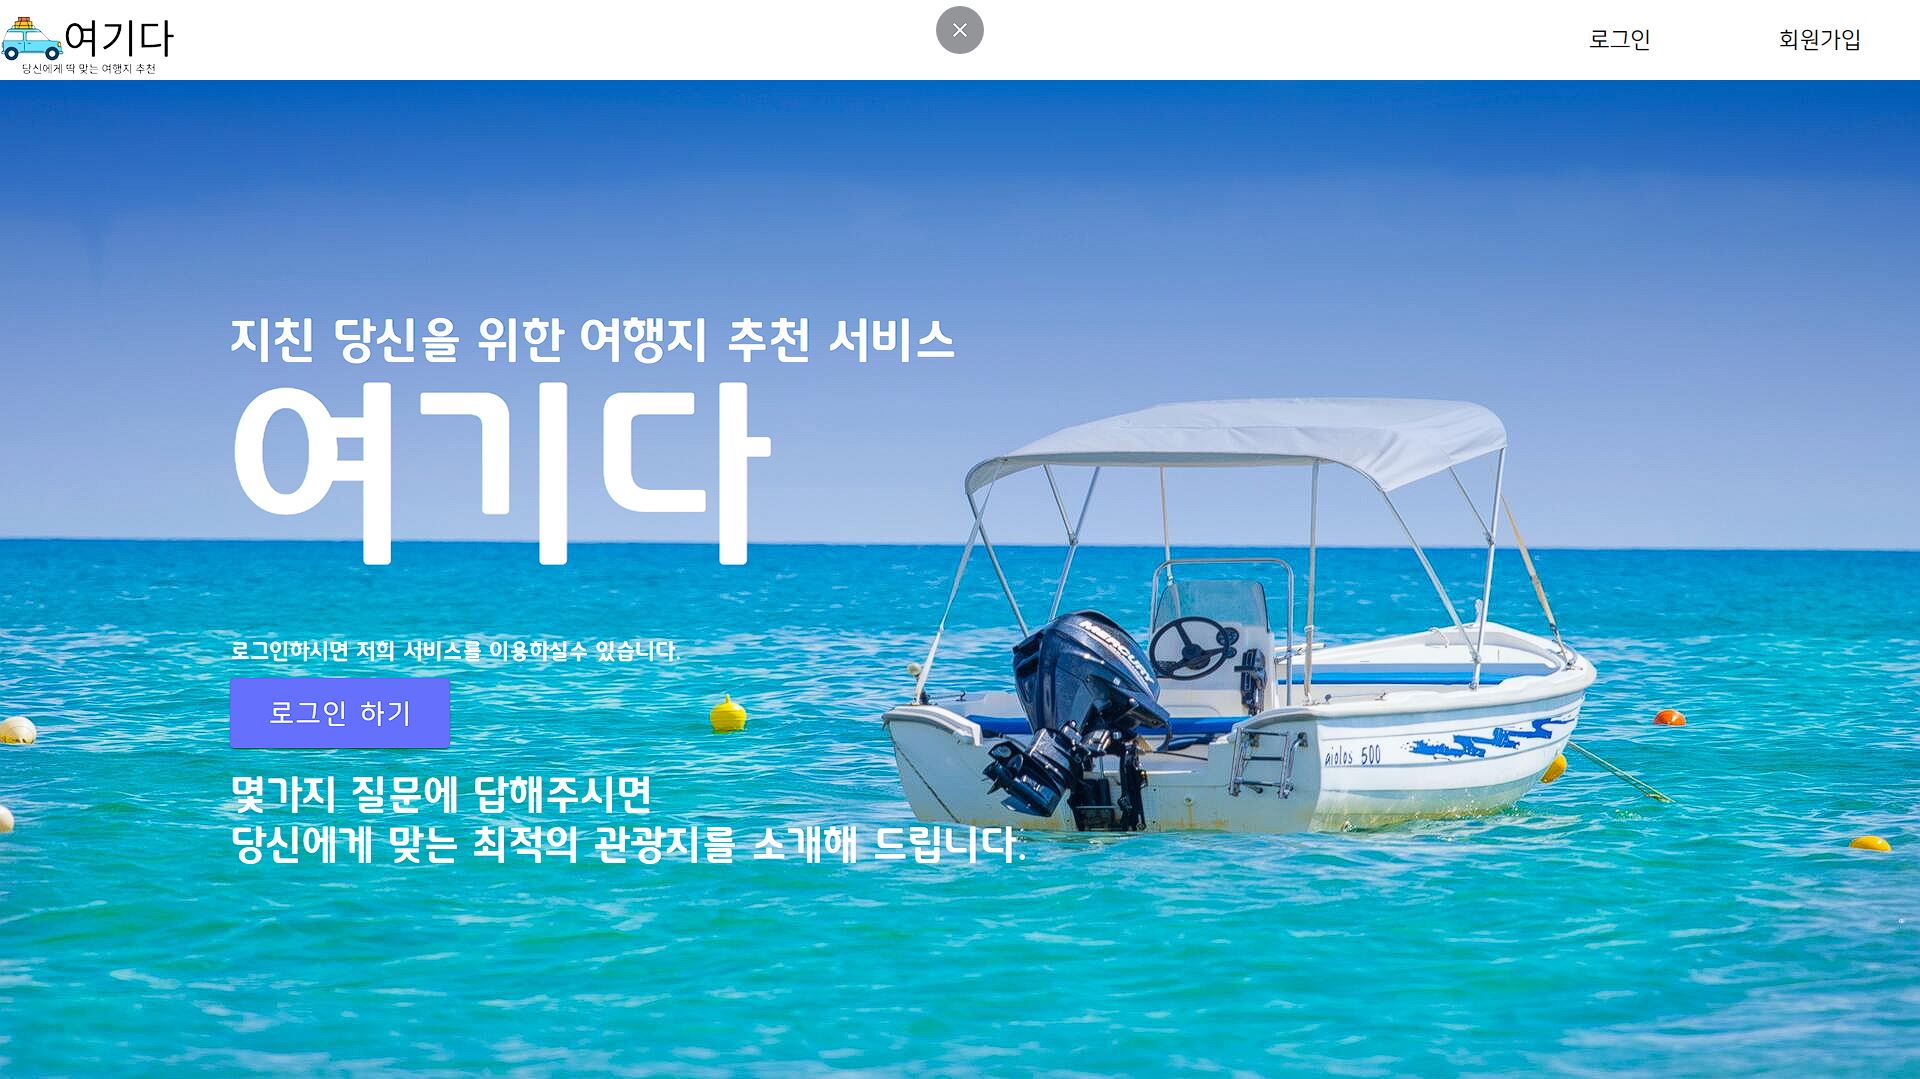 여기다
당신에게 딱 맞는 여행지 추천
로그인
회원가입
지친 당신을 위한 여행지 추천 서비스
여기다
로그인하시면 저희 서비스를 이용하실수 있습니다.
로그인 하기
MERCURY
aiolos 500
몇가지 질문에 답해주시면
당신에게 맞는 최적의 관광지를 소개해 드립니다.